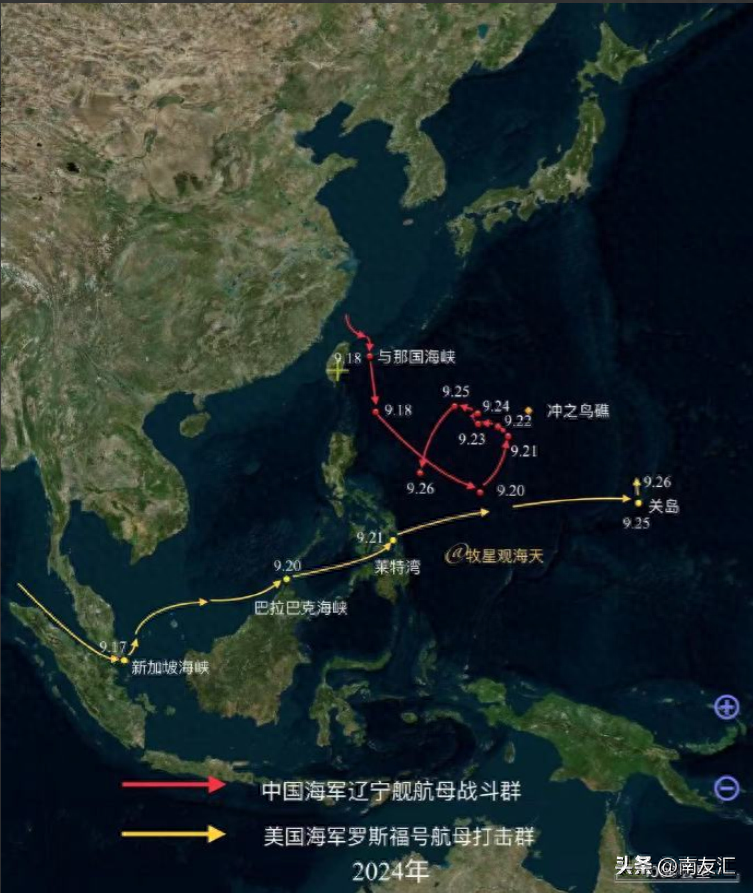 9.18
与那国海峡
9.18
9.25
9.24
冲之鸟礁
9.22
9.23
9.21
9.26
9.20
9.26
关岛
9.25
9.21
莱特湾
@牧星观海天
9.20
巴拉巴克海峡
9.17
新加坡海峡
中国海军辽宁舰航母战斗群
美国海军罗斯福号航母打击群
2024年
头条 @南友汇